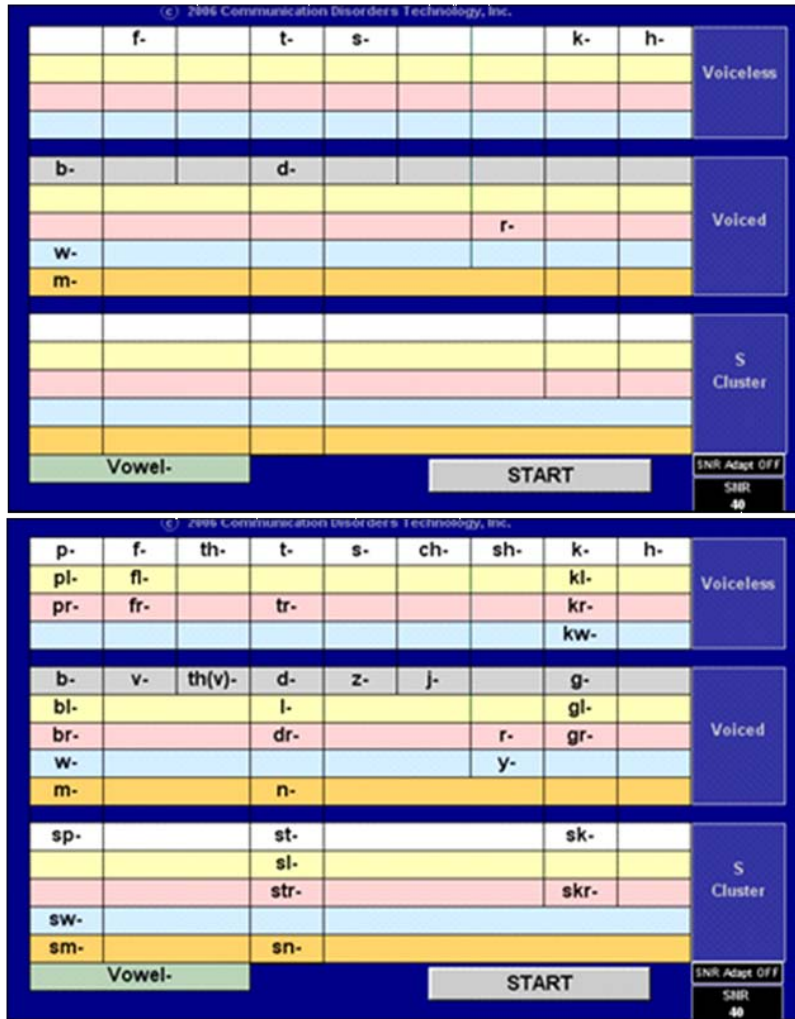 (c) 2006 Communication Disorders Technology, Inc.
f- t- s- k- h-
Voiceless
b- d-
r-
Voiced
w-
m-
S
Cluster
Vowel-
START
SNR Adapt OFF
SNR
40
(c) 2006 Communication Disorders Technology, Inc.
p- f- th- t- s- ch- sh- k- h-
pl- fl- kl-
Voiceless
pr- fr- tr- kr-
kw-
b- v- th(v)- d- z- j- g-
bl- l- gl-
br- dr- r- gr-
Voiced
w- y-
m- n-
sp- st- sk-
sl-
S
Cluster
str- skr-
sw-
sm- sn-
Vowel-
START
SNR Adapt OFF
SNR
40